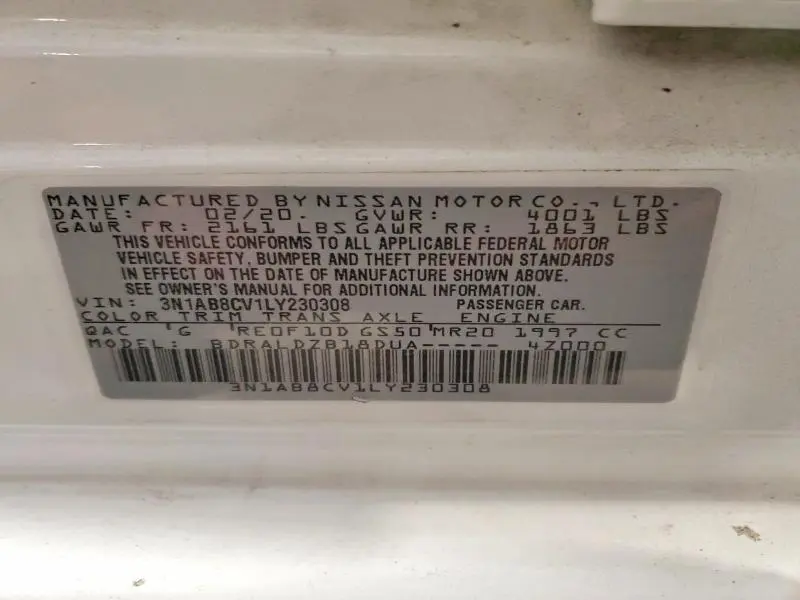 MANUFACTURED BY NISSAN MOTOR CO., LTD.
DATE: 02/20. GVWR: 4001 LBS
GAWR FR: 2161 LBS GAWR RR: 1863 LBS
THIS VEHICLE CONFORMS TO ALL APPLICABLE FEDERAL MOTOR
VEHICLE SAFETY, BUMPER AND THEFT PREVENTION STANDARDS
IN EFFECT ON THE DATE OF MANUFACTURE SHOWN ABOVE.
SEE OWNER'S MANUAL FOR ADDITIONAL INFORMATION.
VIN: 3N1AB8CV1LY230308 PASSENGER CAR.
COLOR TRIM TRANS AXLE ENGINE
QAC G RE0F10D GS50 MR20 1997 CC
MODEL: BDRALDZB18DUA----- 4Z000
3N1AB8CV1LY230308